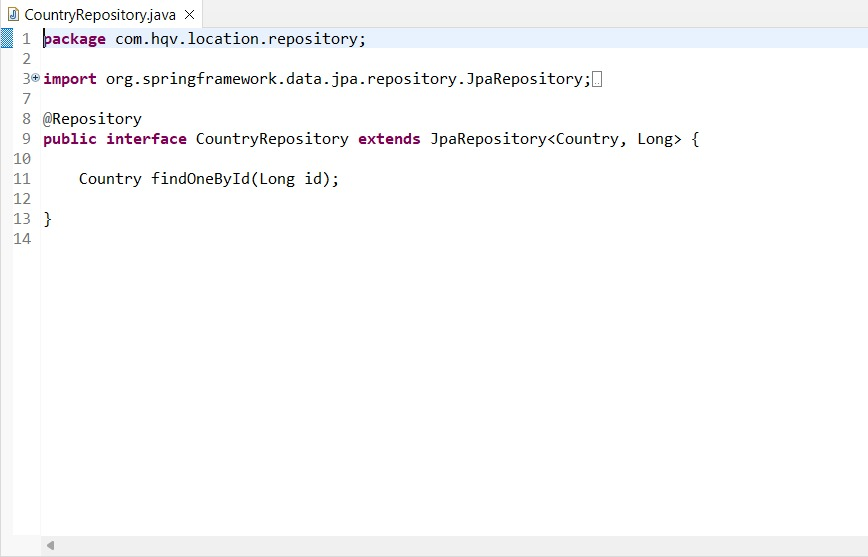 CountryRepository.java
1 package com.hqv.location.repository;
2
3 import org.springframework.data.jpa.repository.JpaRepository;
7
8 @Repository
9 public interface CountryRepository extends JpaRepository<Country, Long> {
10
11     Country findOneById(Long id);
12
13 }
14